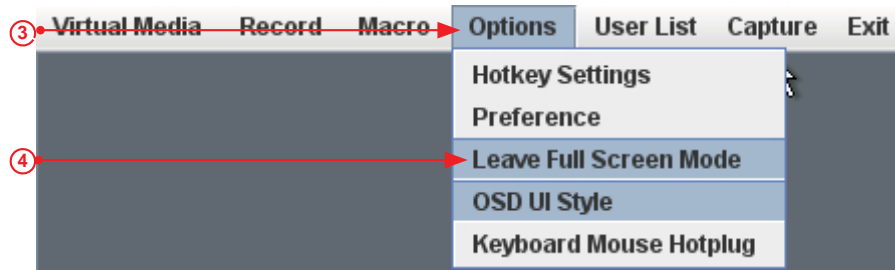 ③ Virtual Media Record Macro Options User List Capture Exit
Hotkey Settings
Preference
④ Leave Full Screen Mode
OSD UI Style
Keyboard Mouse Hotplug